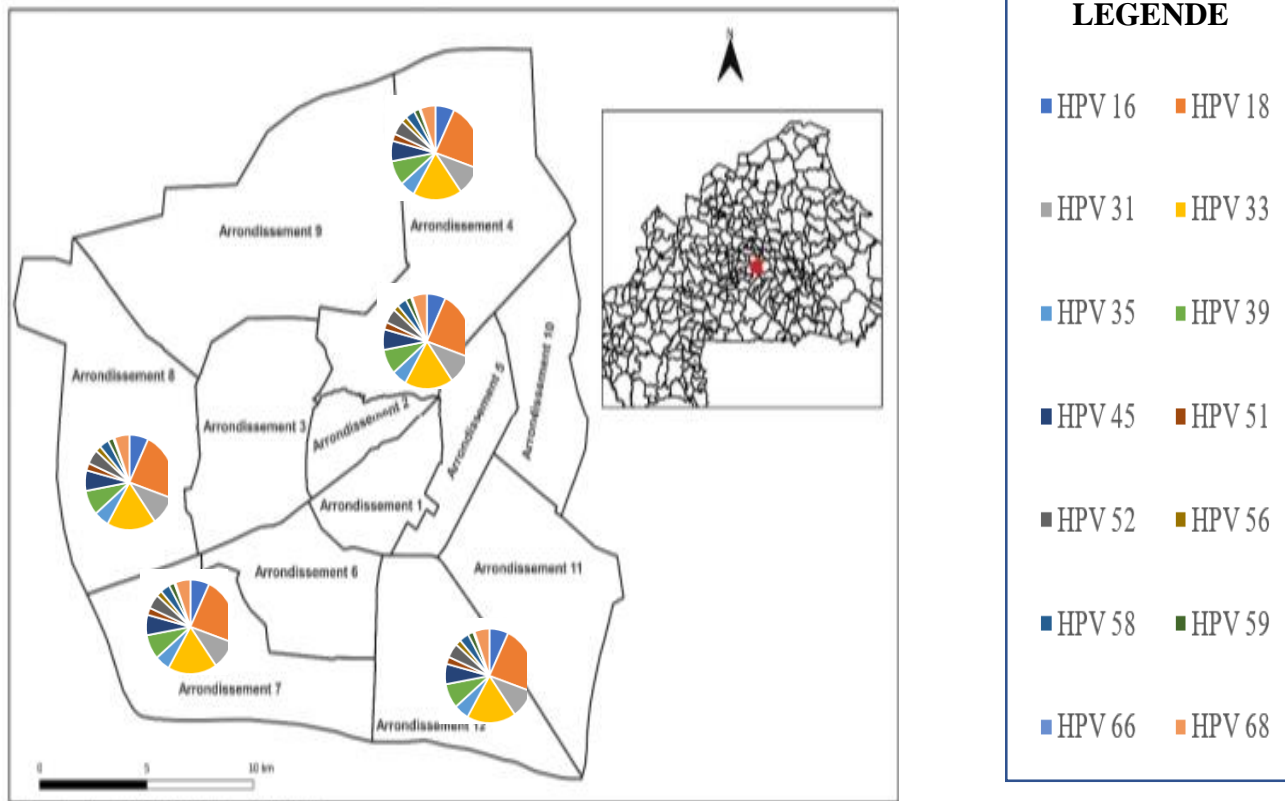 LEGENDE
N
HPV 16 HPV 18
HPV 31 HPV 33
HPV 35 HPV 39
HPV 45 HPV 51
HPV 52 HPV 56
HPV 58 HPV 59
HPV 66 HPV 68
Arrondissement 9
Arrondissement 4
Arrondissement 10
Arrondissement 8
Arrondissement 5
Arrondissement 2
Arrondissement 3
Arrondissement 1
Arrondissement 6
Arrondissement 11
Arrondissement 7
Arrondissement 12
0 5 10 km